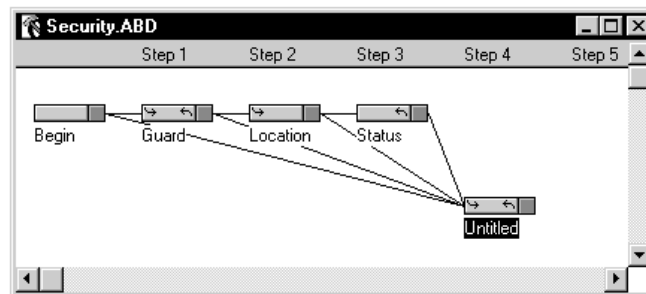 Security.ABD
Step 1 Step 2 Step 3 Step 4 Step 5
Begin Guard Location Status
Untitled